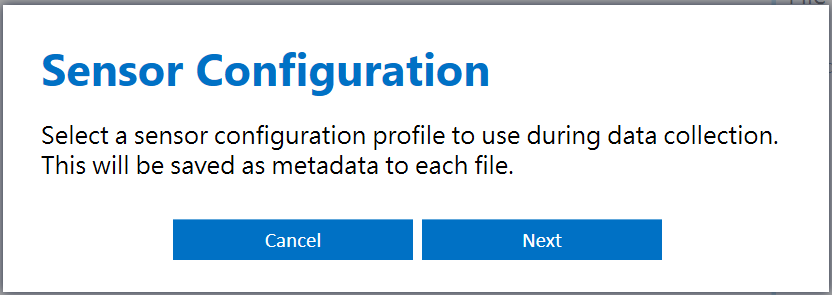 Sensor Configuration
Select a sensor configuration profile to use during data collection.
This will be saved as metadata to each file.
Cancel
Next